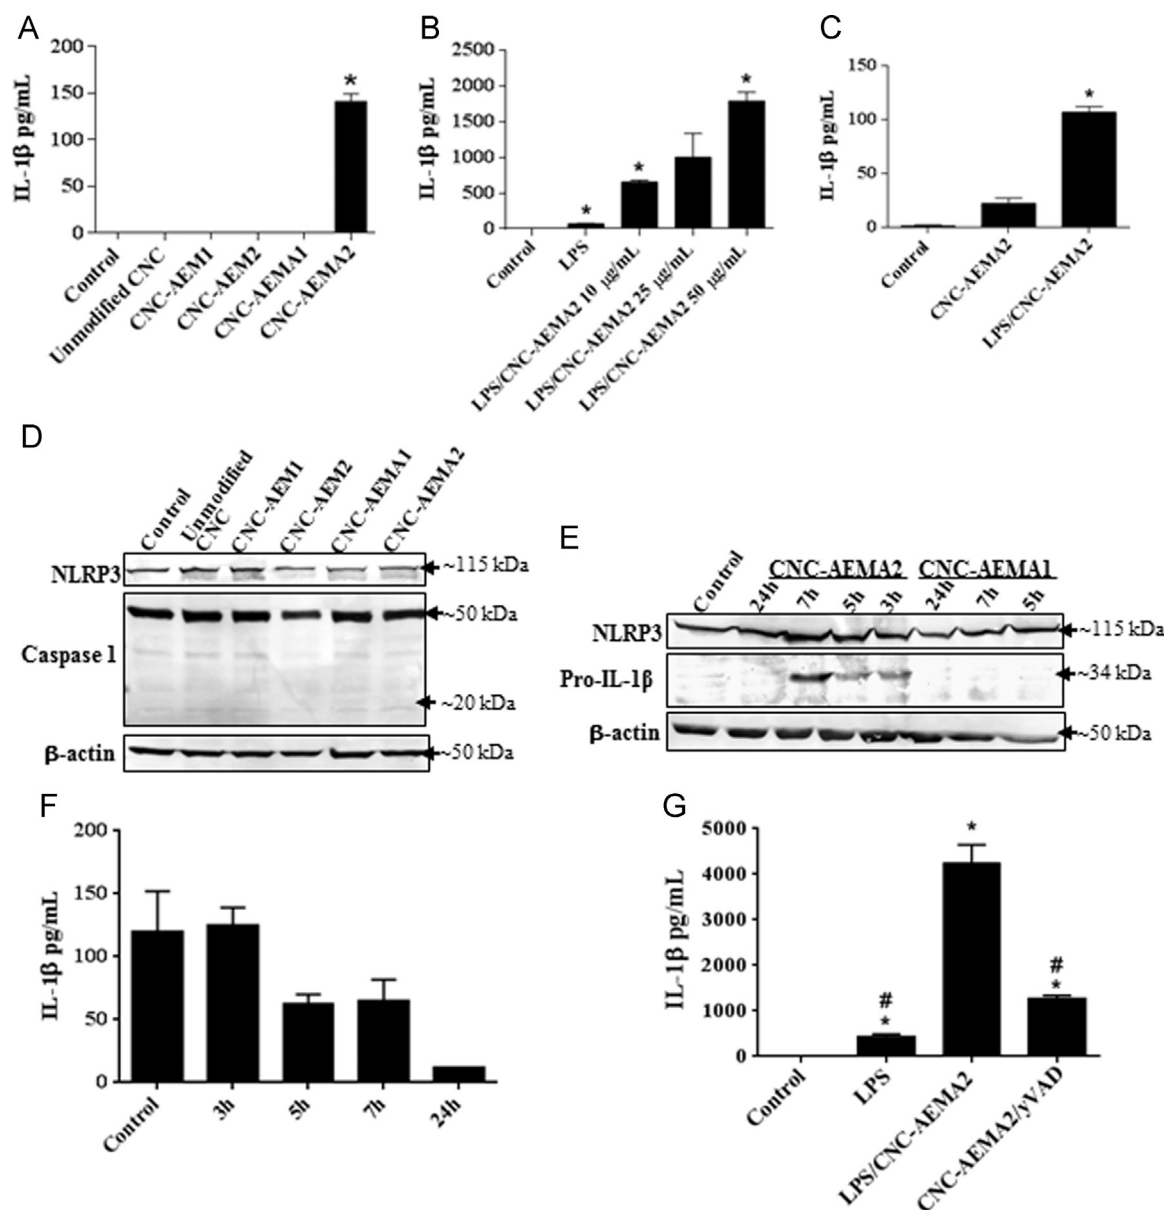 A
IL-1β pg/mL
200
150
100
50
0
*
Control
Unmodified CNC
CNC-AEM1
CNC-AEM2
CNC-AEMA1
CNC-AEMA2
B
IL-1β pg/mL
2500
2000
1500
1000
500
0
*
*
*
Control
LPS
LPS/CNC-AEMA2 10 µg/mL
LPS/CNC-AEMA2 25 µg/mL
LPS/CNC-AEMA2 50 µg/mL
C
IL-1β pg/mL
150
100
50
0
*
Control
CNC-AEMA2
LPS/CNC-AEMA2
D
Control
Unmodified
CNC
CNC-AEM1
CNC-AEM2
CNC-AEMA1
CNC-AEMA2
NLRP3
~115 kDa
Caspase 1
~50 kDa
~20 kDa
β-actin
~50 kDa
E
Control
CNC-AEMA2
CNC-AEMA1
24h
7h
5h
3h
24h
7h
5h
NLRP3
~115 kDa
Pro-IL-1β
~34 kDa
β-actin
~50 kDa
F
IL-1β pg/mL
200
150
100
50
0
Control
3h
5h
7h
24h
G
IL-1β pg/mL
5000
4000
3000
2000
1000
0
#
*
*
#
*
Control
LPS
LPS/CNC-AEMA2
CNC-AEMA2/yVAD